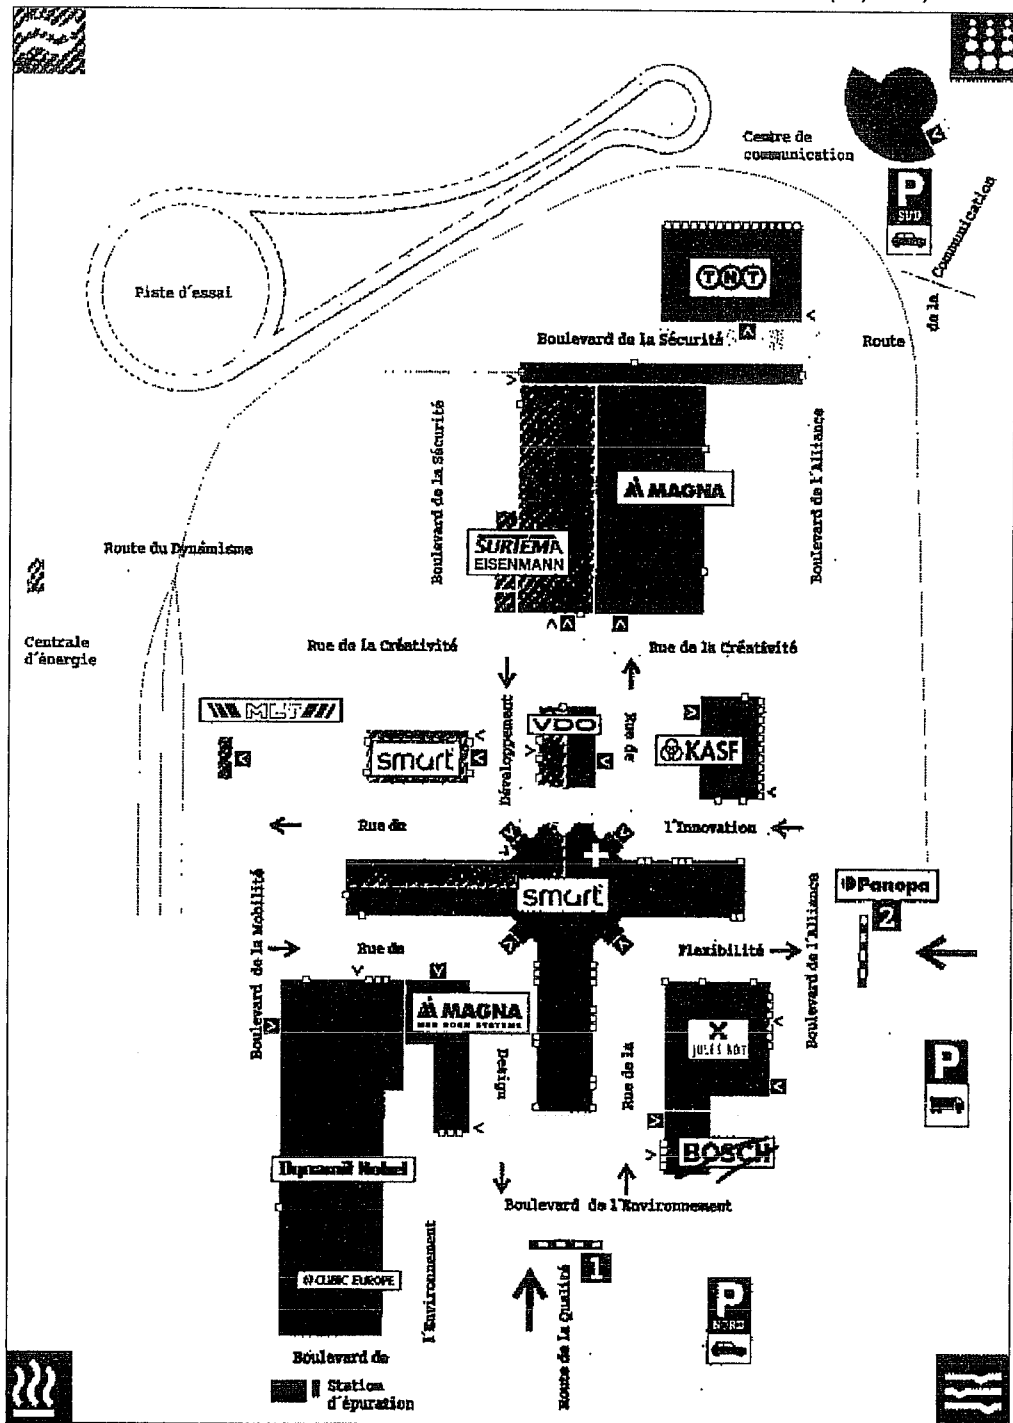 Centre de
communication
P
SUD
Communication
de la
Route
TNT
Piste d'essai
Boulevard de la Sécurité
Boulevard de la Sécurité
Boulevard de l'Alliance
MAGNA
SURTEMA
EISENMANN
Route du Dynamisme
Centrale
d'énergie
Rue de la Créativité
Rue de la Créativité
MLT
smart
Développement
VDO
Rue de
KASF
Rue de
l'Innovation
smart
Boulevard de la Mobilité
Rue de
Flexibilité
Boulevard de l'Alliance
Panopa
2
MAGNA
Design
Rue de la
P
BOSCH
Dynamit Nobel
Boulevard de l'Environnement
1
CUBIC EUROPE
l'Environnement
Route de la Qualité
P
NORD
Boulevard de
Station
d'épuration